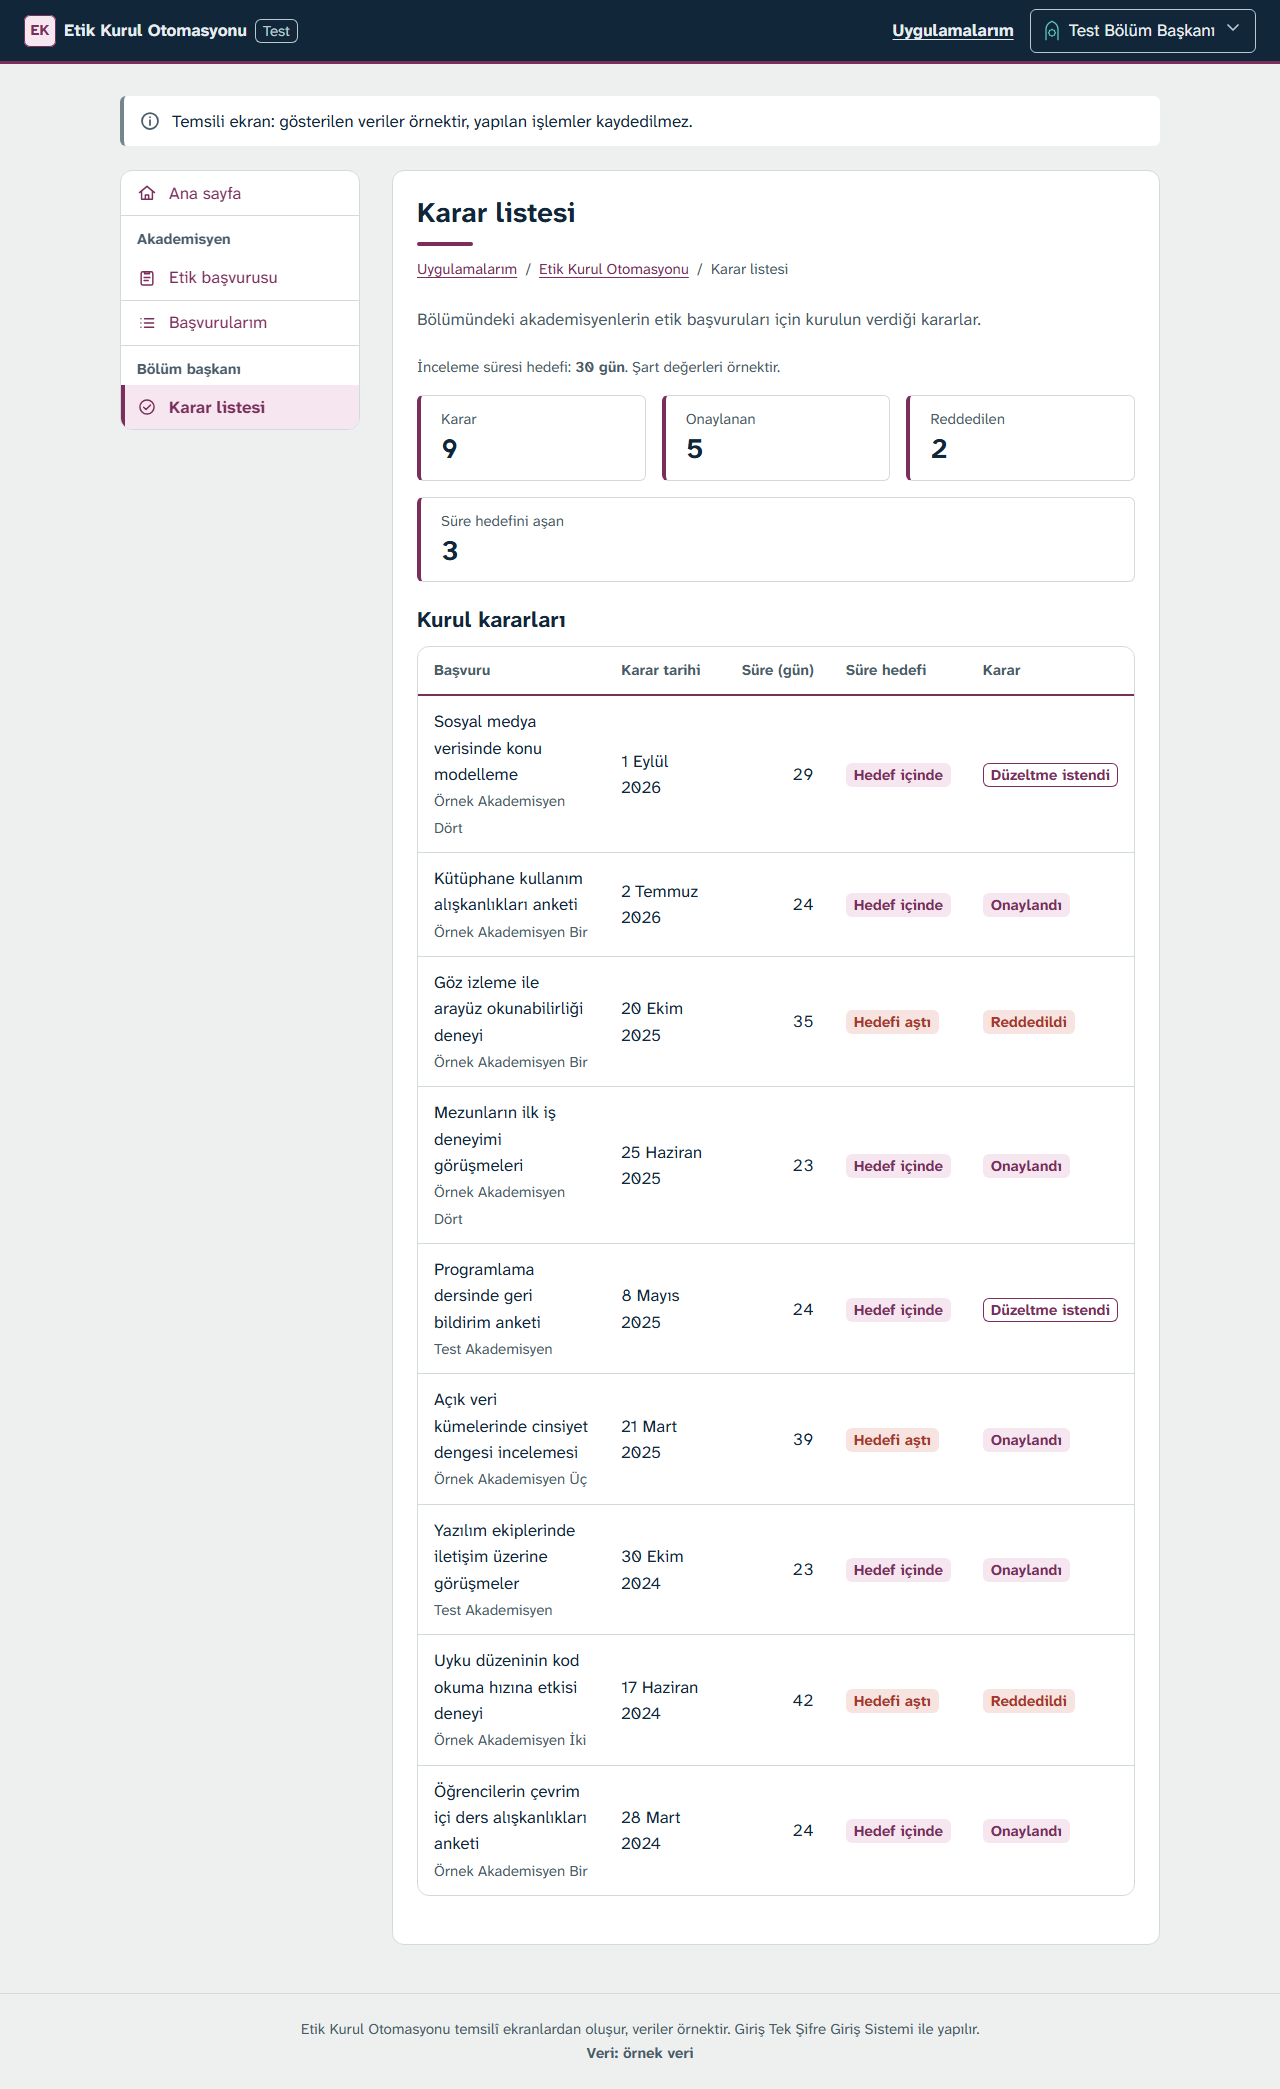 EK Etik Kurul Otomasyonu Test Uygulamalarım Test Bölüm Başkanı
Temsili ekran: gösterilen veriler örnektir, yapılan işlemler kaydedilmez.
Ana sayfa
Akademisyen
Etik başvurusu
Başvurularım
Bölüm başkanı
Karar listesi
Karar listesi
Uygulamalarım / Etik Kurul Otomasyonu / Karar listesi
Bölümündeki akademisyenlerin etik başvuruları için kurulun verdiği kararlar.
İnceleme süresi hedefi: 30 gün. Şart değerleri örnektir.
Karar
9
Onaylanan
5
Reddedilen
2
Süre hedefini aşan
3
Kurul kararları
Başvuru Karar tarihi Süre (gün) Süre hedefi Karar
Sosyal medya
verisinde konu
modelleme
Örnek Akademisyen
Dört
1 Eylül
2026
29
Hedef içinde
Düzeltme istendi
Kütüphane kullanım
alışkanlıkları anketi
Örnek Akademisyen Bir
2 Temmuz
2026
24
Hedef içinde
Onaylandı
Göz izleme ile
arayüz okunabilirliği
deneyi
Örnek Akademisyen Bir
20 Ekim
2025
35
Hedefi aştı
Reddedildi
Mezunların ilk iş
deneyimi
görüşmeleri
Örnek Akademisyen
Dört
25 Haziran
2025
23
Hedef içinde
Onaylandı
Programlama
dersinde geri
bildirim anketi
Test Akademisyen
8 Mayıs
2025
24
Hedef içinde
Düzeltme istendi
Açık veri
kümelerinde cinsiyet
dengesi incelemesi
Örnek Akademisyen Üç
21 Mart
2025
39
Hedefi aştı
Onaylandı
Yazılım ekiplerinde
iletişim üzerine
görüşmeler
Test Akademisyen
30 Ekim
2024
23
Hedef içinde
Onaylandı
Uyku düzeninin kod
okuma hızına etkisi
deneyi
Örnek Akademisyen İki
17 Haziran
2024
42
Hedefi aştı
Reddedildi
Öğrencilerin çevrim
içi ders alışkanlıkları
anketi
Örnek Akademisyen Bir
28 Mart
2024
24
Hedef içinde
Onaylandı
Etik Kurul Otomasyonu temsilî ekranlardan oluşur, veriler örnektir. Giriş Tek Şifre Giriş Sistemi ile yapılır.
Veri: örnek veri